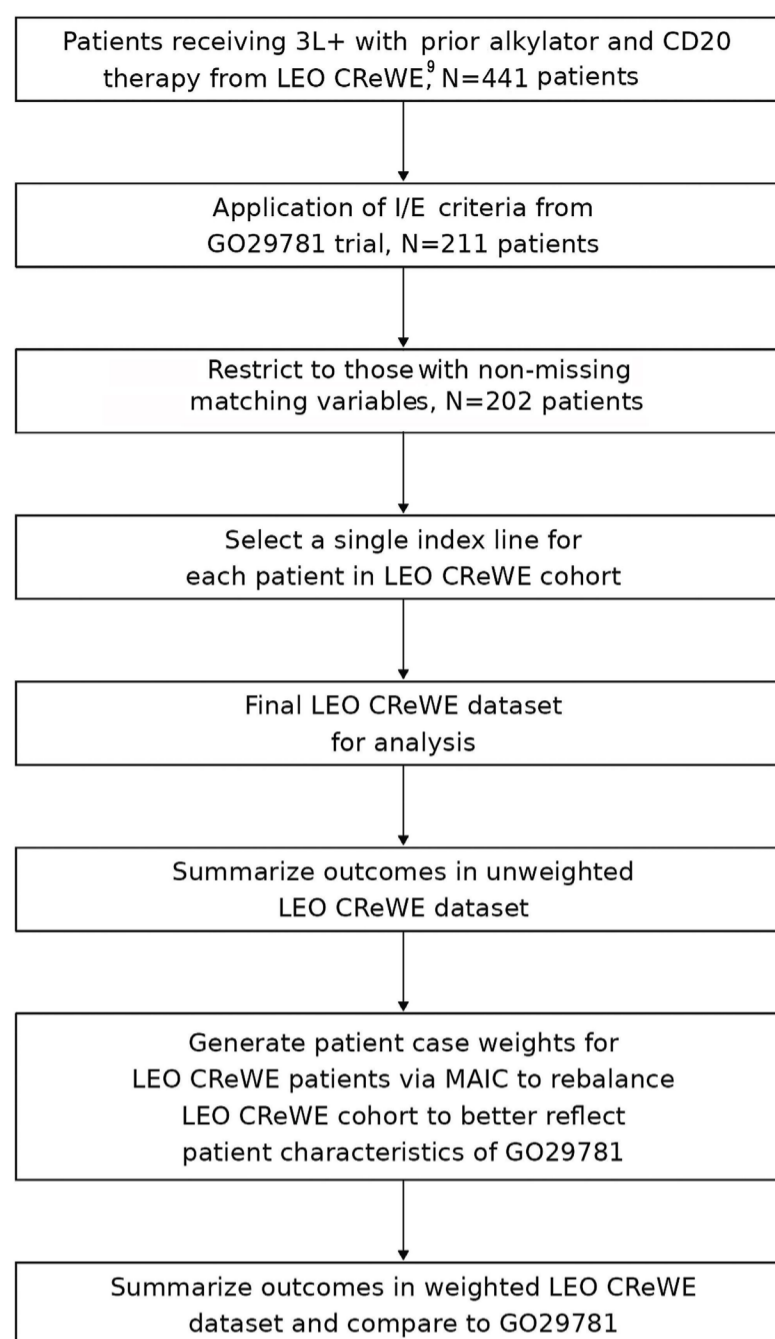 Patients receiving 3L+ with prior alkylator and CD20
therapy from LEO CReWE,⁹ N=441 patients
Application of I/E criteria from
GO29781 trial, N=211 patients
Restrict to those with non-missing
matching variables, N=202 patients
Select a single index line for
each patient in LEO CReWE cohort
Final LEO CReWE dataset
for analysis
Summarize outcomes in unweighted
LEO CReWE dataset
Generate patient case weights for
LEO CReWE patients via MAIC to rebalance
LEO CReWE cohort to better reflect
patient characteristics of GO29781
Summarize outcomes in weighted LEO CReWE
dataset and compare to GO29781